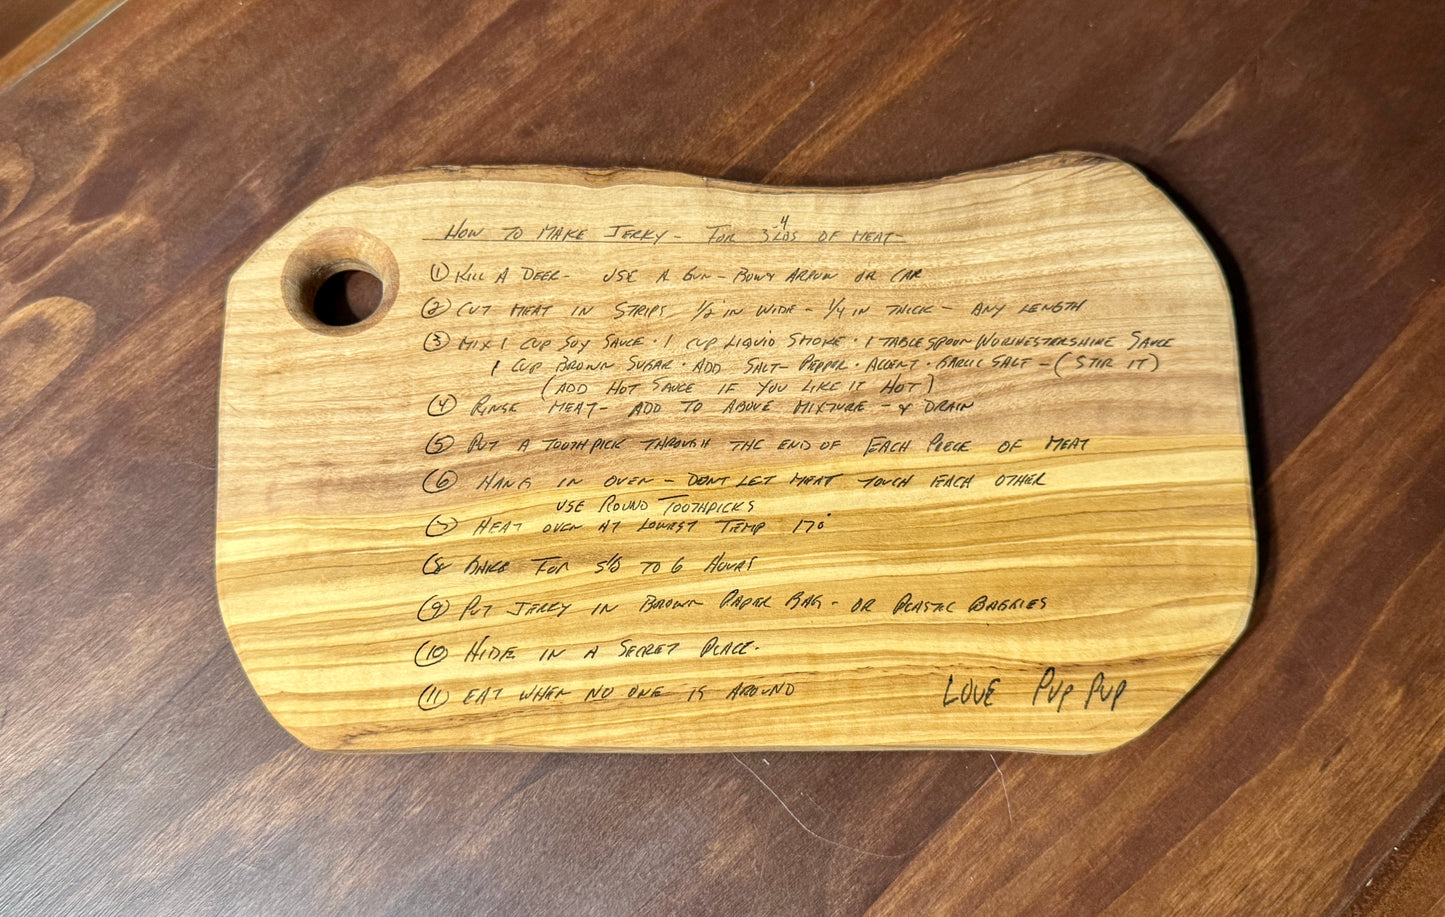 HOW TO MAKE JERKY - FOR 3-4 LBS OF MEAT
① KILL A DEER - USE A GUN - BOW & ARROW OR CAR
② CUT MEAT IN STRIPS 1/2 IN WIDE - 1/4 IN THICK - ANY LENGTH
③ MIX 1 CUP SOY SAUCE · 1 CUP LIQUID SMOKE · 1 TABLESPOON WORCHESTERSHIRE SAUCE
1 CUP BROWN SUGAR · ADD SALT - PEPPER · ACCENT · GARLIC SALT - (STIR IT)
(ADD HOT SAUCE IF YOU LIKE IT HOT)
④ RINSE MEAT - ADD TO ABOVE MIXTURE - & DRAIN
⑤ PUT A TOOTHPICK THROUGH THE END OF EACH PIECE OF MEAT
⑥ HANG IN OVEN - DONT LET MEAT TOUCH EACH OTHER
USE ROUND TOOTHPICKS
⑦ HEAT OVEN AT LOWEST TEMP 170°
⑧ BAKE FOR TO 6 HOURS
⑨ PUT JERKY IN BROWN PAPER BAG - OR PLASTIC BAGGIES
⑩ HIDE IN A SECRET PLACE.
⑪ EAT WHEN NO ONE IS AROUND
LOVE PUP PUP